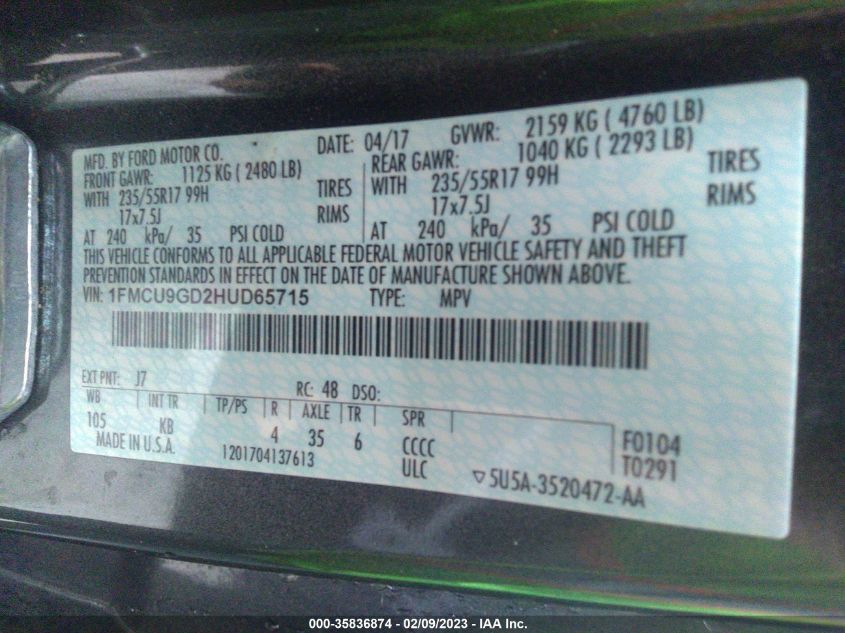 MFD. BY FORD MOTOR CO. DATE: 04/17 GVWR: 2159 KG ( 4760 LB)
FRONT GAWR: 1125 KG ( 2480 LB) REAR GAWR: 1040 KG ( 2293 LB)
WITH 235/55R17 99H TIRES WITH 235/55R17 99H TIRES
17x7.5J RIMS 17x7.5J RIMS
AT 240 kPa/ 35 PSI COLD AT 240 kPa/ 35 PSI COLD
THIS VEHICLE CONFORMS TO ALL APPLICABLE FEDERAL MOTOR VEHICLE SAFETY AND THEFT
PREVENTION STANDARDS IN EFFECT ON THE DATE OF MANUFACTURE SHOWN ABOVE.
VIN: 1FMCU9GD2HUD65715 TYPE: MPV
EXT PNT: J7 RC: 48 DSO:
WB INT TR TP/PS R AXLE TR SPR
105 KB 4 35 6 CCCC F0104
MADE IN U.S.A. 1201704137613 ULC T0291
▽5U5A-3520472-AA
000-35836874 - 02/09/2023 - IAA Inc.